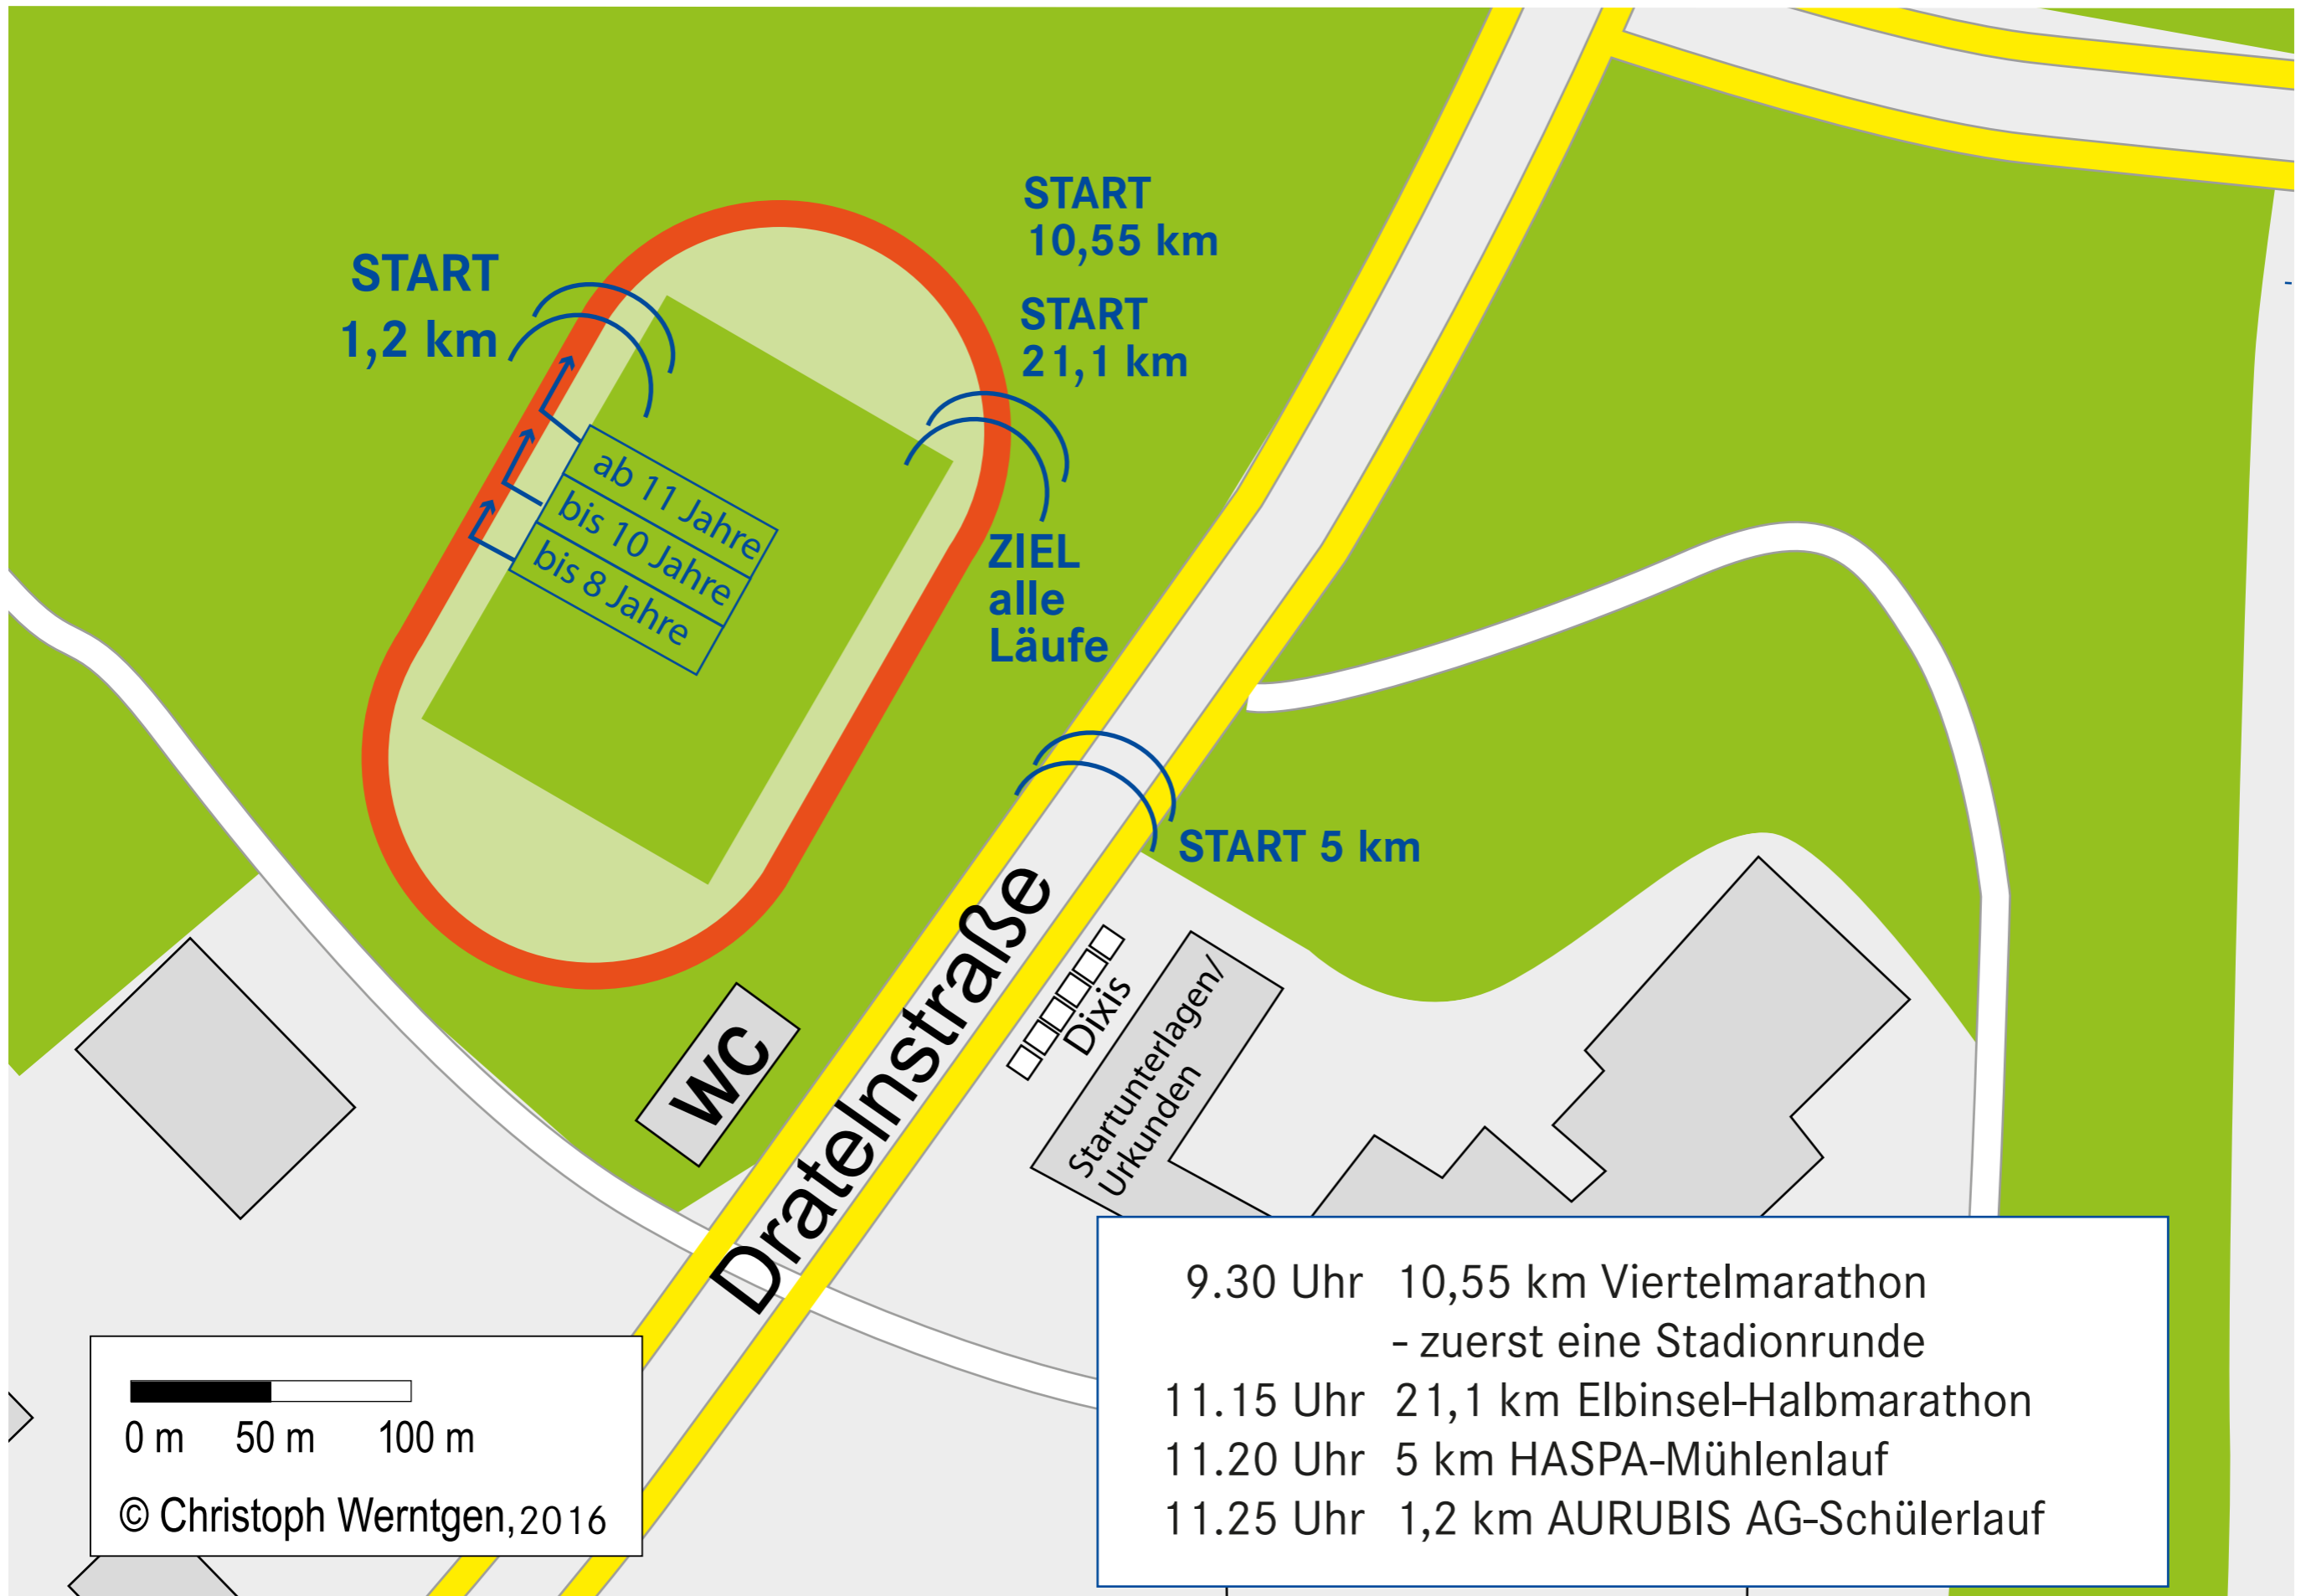 START
10,55 km
START
1,2 km
START
21,1 km
ab 11 Jahre
bis 10 Jahre
bis 8 Jahre
ZIEL
alle
Läufe
START 5 km
Dratelnstraße
WC
Dixis
Startunterlagen/
Urkunden
9.30 Uhr 10,55 km Viertelmarathon
- zuerst eine Stadionrunde
11.15 Uhr 21,1 km Elbinsel-Halbmarathon
11.20 Uhr 5 km HASPA-Mühlenlauf
11.25 Uhr 1,2 km AURUBIS AG-Schülerlauf
0 m 50 m 100 m
© Christoph Werntgen, 2016